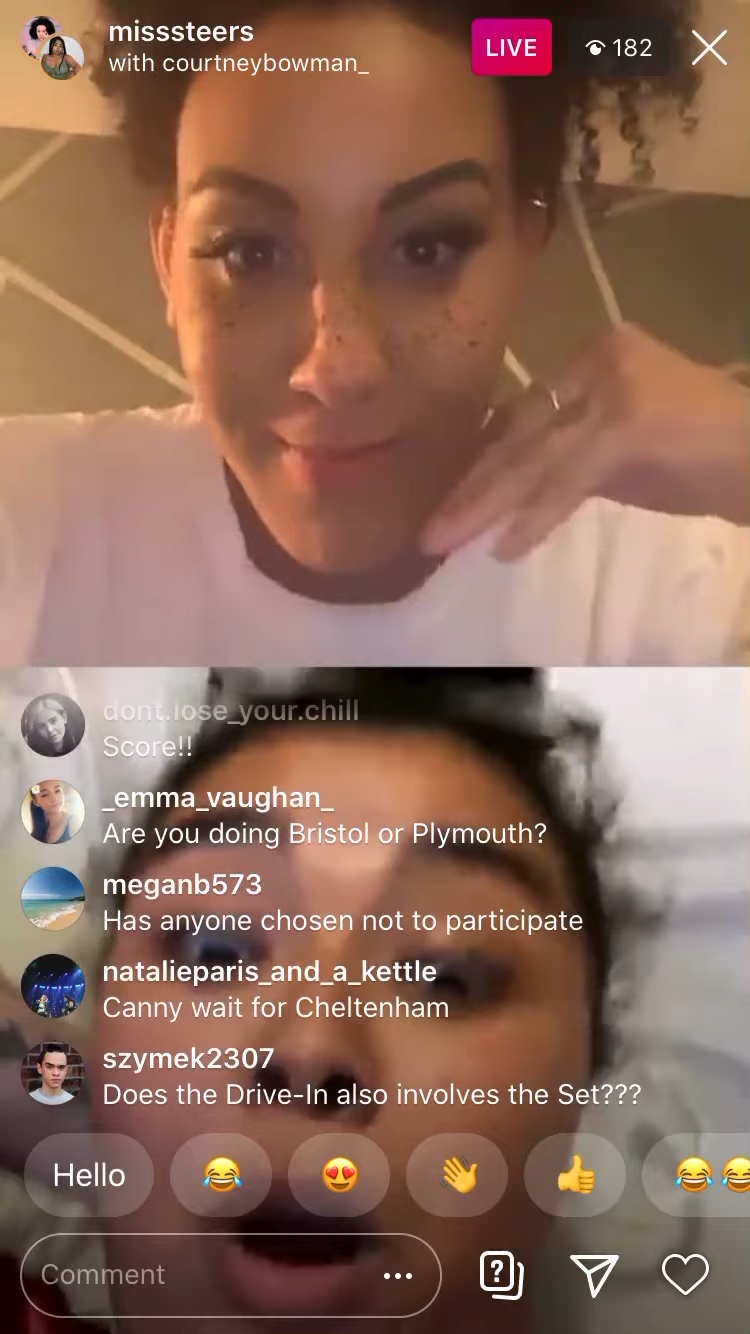 misssteers
with courtneybowman_
LIVE
182
dont.lose_your.chill
Score!!
_emma_vaughan_
Are you doing Bristol or Plymouth?
meganb573
Has anyone chosen not to participate
natalieparis_and_a_kettle
Canny wait for Cheltenham
szymek2307
Does the Drive-In also involves the Set???
Hello
Comment